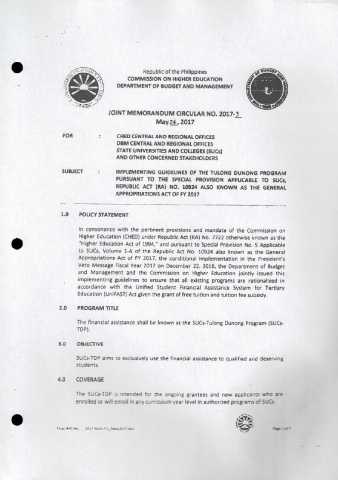 Republic of the Philippines
COMMISSION ON HIGHER EDUCATION
DEPARTMENT OF BUDGET AND MANAGEMENT
JOINT MEMORANDUM CIRCULAR NO. 2017-3
May 26, 2017
FOR : CHED CENTRAL AND REGIONAL OFFICES
DBM CENTRAL AND REGIONAL OFFICES
STATE UNIVERSITIES AND COLLEGES (SUCs)
AND OTHER CONCERNED STAKEHOLDERS
SUBJECT : IMPLEMENTING GUIDELINES OF THE TULONG DUNONG PROGRAM
PURSUANT TO THE SPECIAL PROVISION APPLICABLE TO SUCs,
REPUBLIC ACT (RA) NO. 10924 ALSO KNOWN AS THE GENERAL
APPROPRIATIONS ACT OF FY 2017
1.0 POLICY STATEMENT
In consonance with the pertinent provisions and mandate of the Commission on
Higher Education (CHED) under Republic Act (RA) No. 7722 otherwise known as the
"Higher Education Act of 1994," and pursuant to Special Provision No. 5 Applicable
to SUCs, Volume 1-A of the Republic Act No. 10924 also known as the General
Appropriations Act of FY 2017, the conditional implementation in the President's
Veto Message Fiscal Year 2017 on December 22, 2016, the Department of Budget
and Management and the Commission on Higher Education jointly issued this
implementing guidelines to ensure that all existing programs are rationalized in
accordance with the Unified Student Financial Assistance System for Tertiary
Education (UniFAST) Act given the grant of free tuition and tuition fee subsidy.
2.0 PROGRAM TITLE
The financial assistance shall be known as the SUCs-Tulong Dunong Program (SUCs-
TDP).
3.0 OBJECTIVE
SUCs-TDP aims to exclusively use the financial assistance to qualified and deserving
students.
4.0 COVERAGE
The SUCs-TDP is intended for the ongoing grantees and new applicants who are
enrolled or will enroll in any curriculum year level in authorized programs of SUCs.